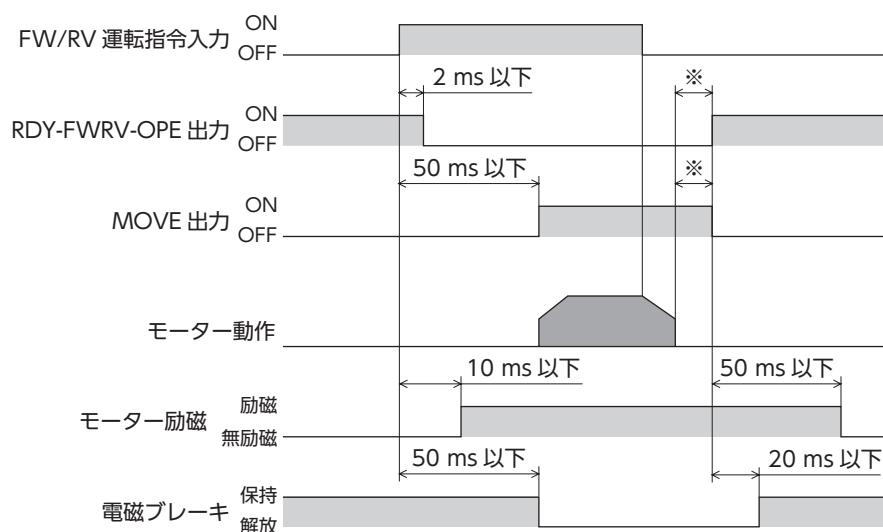 FW/RV 運転指令入力
ON
OFF
2 ms 以下
※
RDY-FWRV-OPE 出力
ON
OFF
50 ms 以下
※
MOVE 出力
ON
OFF
モーター動作
10 ms 以下
50 ms 以下
モーター励磁
励磁
無励磁
50 ms 以下
20 ms 以下
電磁ブレーキ
保持
解放